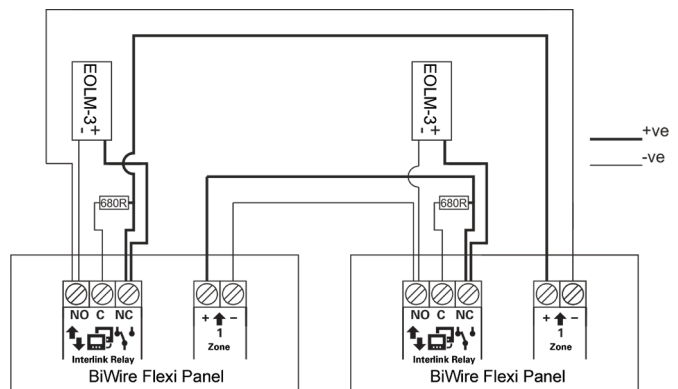 EOLM-3
+
-
EOLM-3
+
-
+ve
-ve
680R
680R
NO C NC
+ -
1
Zone
Interlink Relay
BiWire Flexi Panel
NO C NC
+ -
1
Zone
Interlink Relay
BiWire Flexi Panel